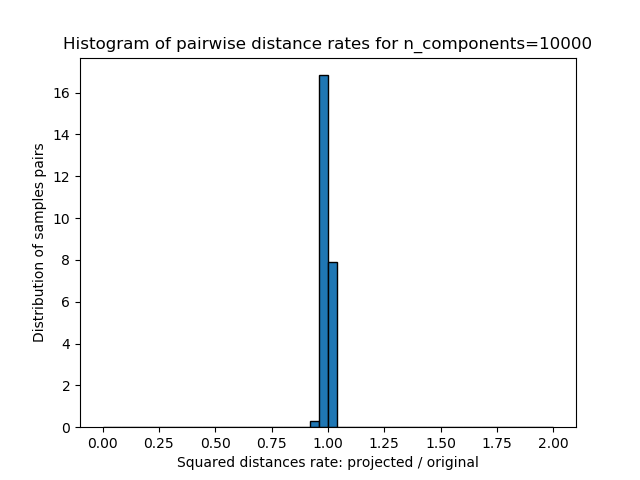 Histogram of pairwise distance rates for n_components=10000
16
14
12
10
8
6
4
2
0
Distribution of samples pairs
0.00 0.25 0.50 0.75 1.00 1.25 1.50 1.75 2.00
Squared distances rate: projected / original